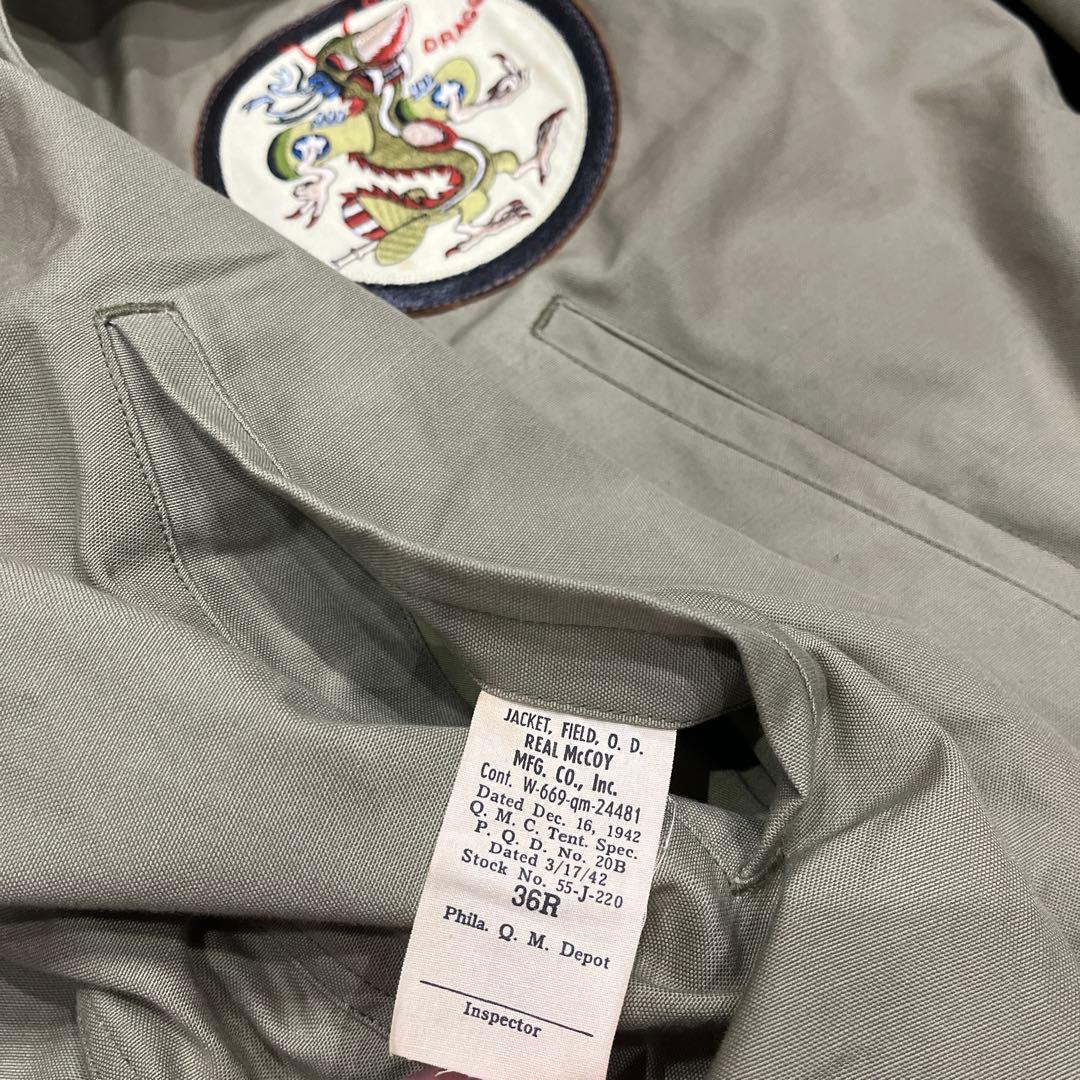 JACKET, FIELD, O. D.
REAL McCOY
MFG. CO., Inc.
Cont. W-669-qm-24481
Dated Dec. 16, 1942
Q. M. C. Tent. Spec.
P. Q. D. No. 20B
Dated 3/17/42
Stock No. 55-J-220
36R
Phila. Q. M. Depot
Inspector